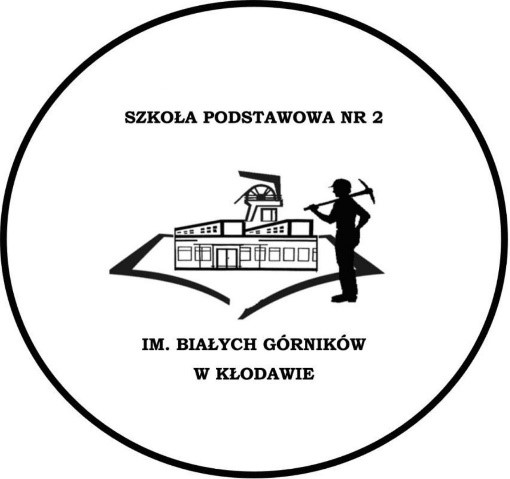 SZKOŁA PODSTAWOWA NR 2
IM. BIAŁYCH GÓRNIKÓW
W KŁODAWIE